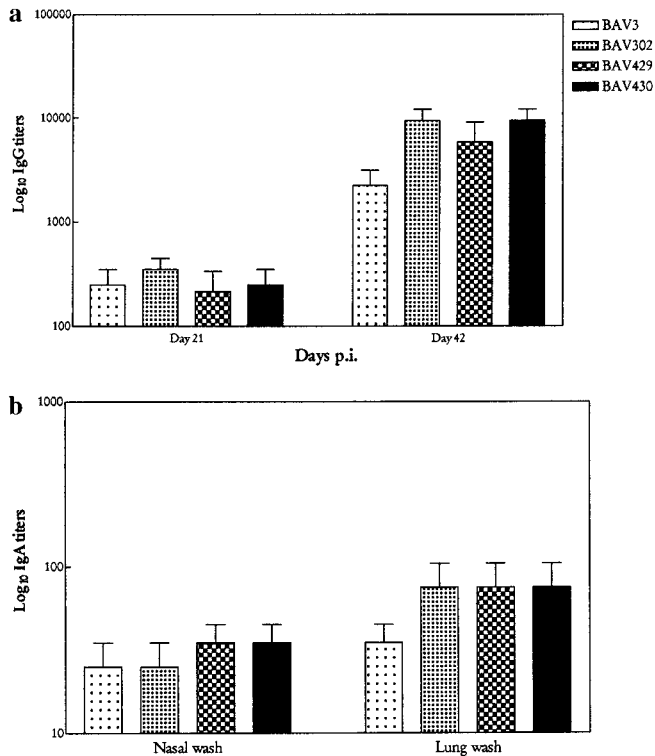 a
100000
10000
1000
100
Log₁₀ IgG titers
Day 21
Day 42
Days p.i.
BAV3
BAV302
BAV429
BAV430
b
1000
100
10
Log₁₀ IgA titers
Nasal wash
Lung wash